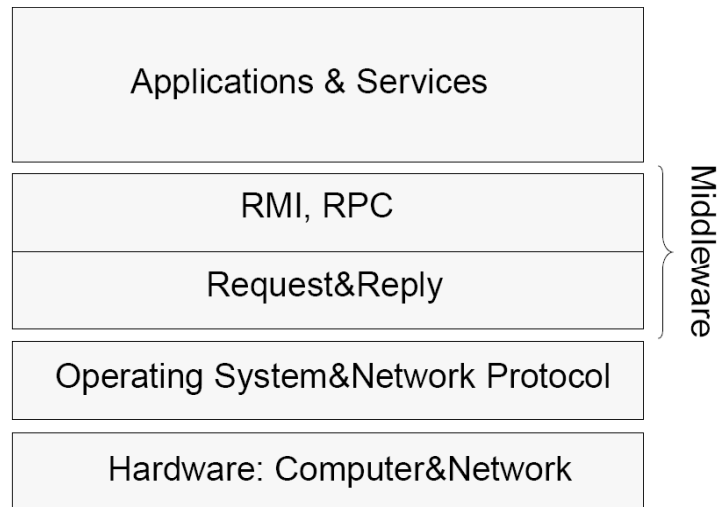 Applications & Services
RMI, RPC
Request&Reply
Middleware
Operating System&Network Protocol
Hardware: Computer&Network